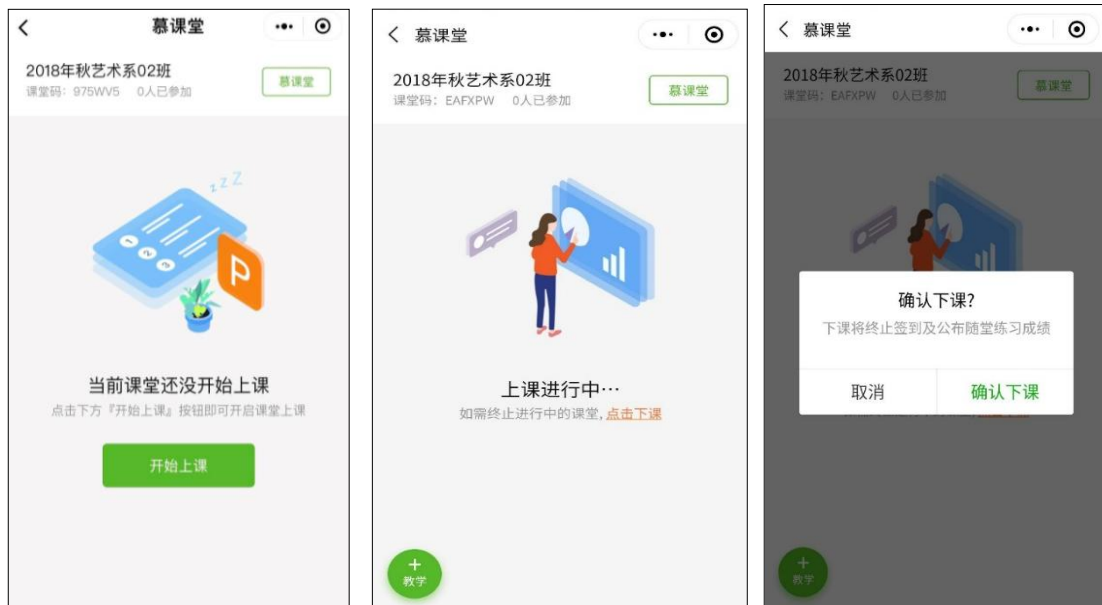 慕课堂
2018年秋艺术系02班
课堂码：975WV5 0人已参加
慕课堂
zZZ
1
2
3
P
当前课堂还没开始上课
点击下方『开始上课』按钮即可开启课堂上课
开始上课
慕课堂
2018年秋艺术系02班
课堂码：EAFXPW 0人已参加
慕课堂
上课进行中…
如需终止进行中的课堂,点击下课
+
教学
慕课堂
2018年秋艺术系02班
课堂码：EAFXPW 0人已参加
慕课堂
确认下课?
下课将终止签到及公布随堂练习成绩
取消
确认下课
+
教学